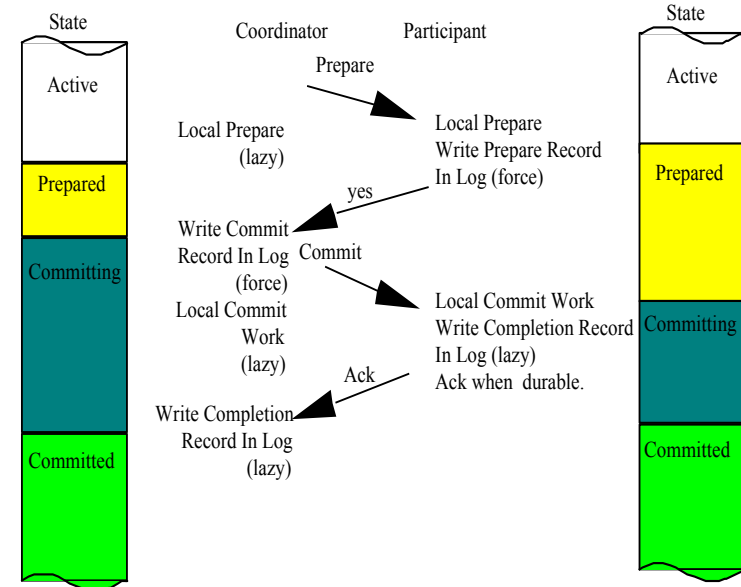 State
Coordinator
Participant
State
Prepare
Active
Active
Local Prepare
(lazy)
Local Prepare
Write Prepare Record
In Log (force)
Prepared
Prepared
yes
Write Commit
Record In Log
(force)
Commit
Committing
Local Commit
Work
(lazy)
Local Commit Work
Write Completion Record
In Log (lazy)
Ack when durable.
Committing
Ack
Write Completion
Record In Log
(lazy)
Committed
Committed